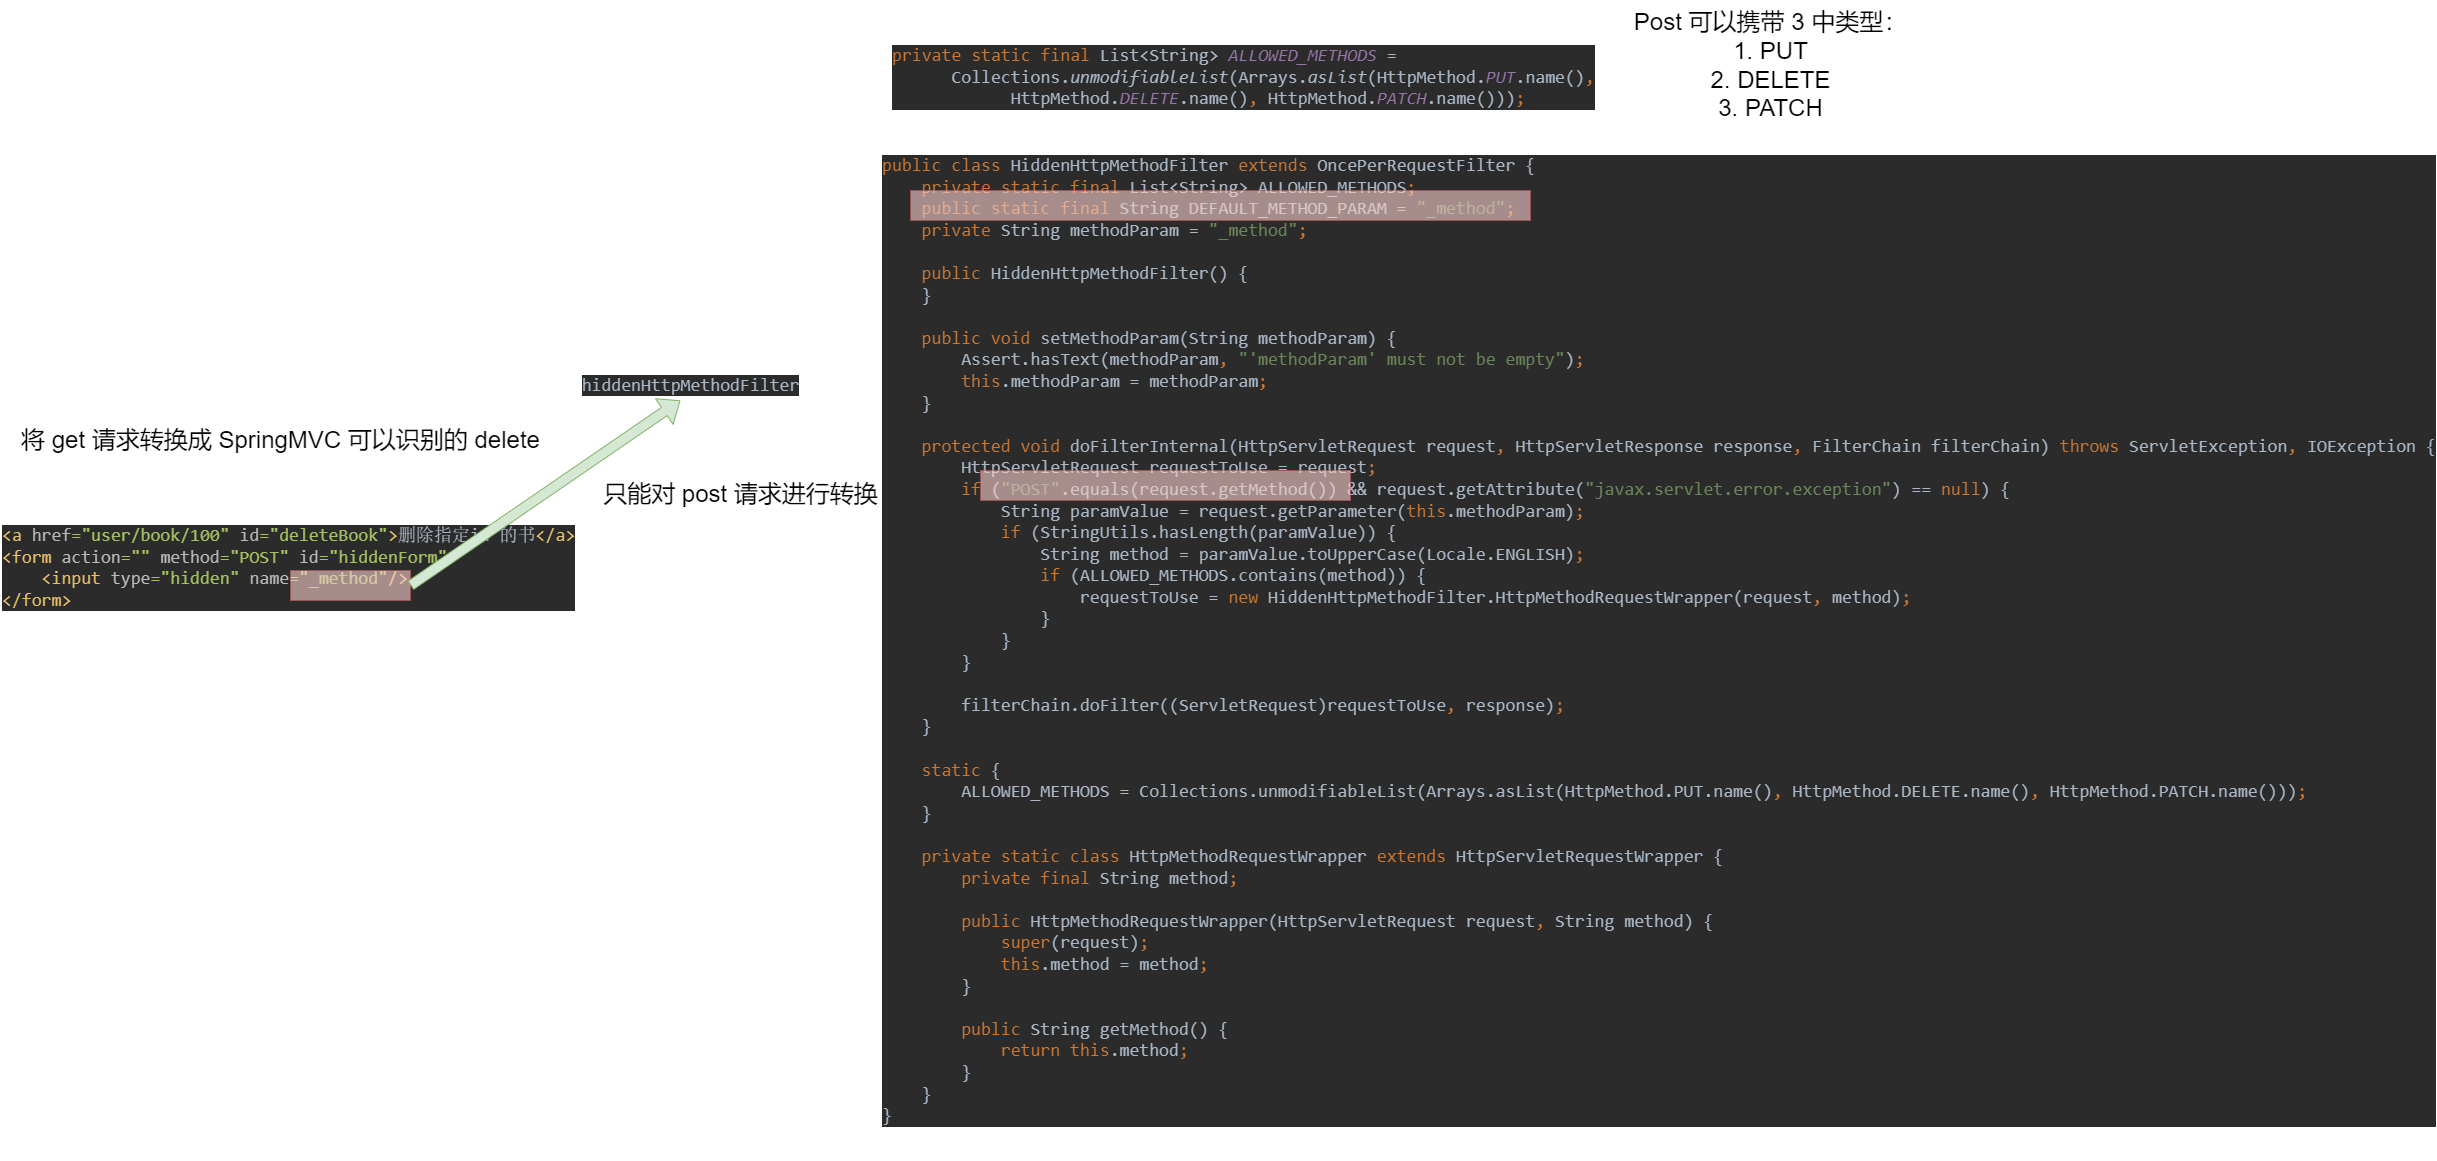 Post 可以携带 3 中类型：
1. PUT
2. DELETE
3. PATCH
private static final List<String> ALLOWED_METHODS =
Collections.unmodifiableList(Arrays.asList(HttpMethod.PUT.name(),
HttpMethod.DELETE.name(), HttpMethod.PATCH.name()));
hiddenHttpMethodFilter
将 get 请求转换成 SpringMVC 可以识别的 delete
只能对 post 请求进行转换
<a href="user/book/100" id="deleteBook">删除指定 的书</a>
<form action="" method="POST" id="hiddenForm"
<input type="hidden" name="_method"/>
</form>
public class HiddenHttpMethodFilter extends OncePerRequestFilter {
private static final List<String> ALLOWED_METHODS;
public static final String DEFAULT_METHOD_PARAM = "_method";
private String methodParam = "_method";
public HiddenHttpMethodFilter() {
}
public void setMethodParam(String methodParam) {
Assert.hasText(methodParam, "'methodParam' must not be empty");
this.methodParam = methodParam;
}
protected void doFilterInternal(HttpServletRequest request, HttpServletResponse response, FilterChain filterChain) throws ServletException, IOException {
HttpServletRequest requestToUse = request;
if ("POST".equals(request.getMethod()) && request.getAttribute("javax.servlet.error.exception") == null) {
String paramValue = request.getParameter(this.methodParam);
if (StringUtils.hasLength(paramValue)) {
String method = paramValue.toUpperCase(Locale.ENGLISH);
if (ALLOWED_METHODS.contains(method)) {
requestToUse = new HiddenHttpMethodFilter.HttpMethodRequestWrapper(request, method);
}
}
}
filterChain.doFilter((ServletRequest)requestToUse, response);
}
static {
ALLOWED_METHODS = Collections.unmodifiableList(Arrays.asList(HttpMethod.PUT.name(), HttpMethod.DELETE.name(), HttpMethod.PATCH.name()));
}
private static class HttpMethodRequestWrapper extends HttpServletRequestWrapper {
private final String method;
public HttpMethodRequestWrapper(HttpServletRequest request, String method) {
super(request);
this.method = method;
}
public String getMethod() {
return this.method;
}
}
}